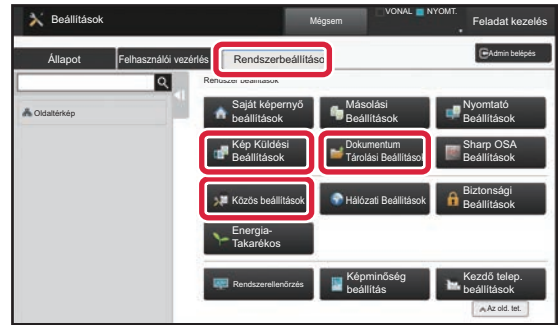 Beállítások
Mégsem
VONAL
NYOMT.
Feladat kezelés
Állapot
Felhasználói vezérlés
Rendszerbeállításo
Admin belépés
Rendszer beállítások
Oldaltérkép
Saját képernyő
beállítások
Másolási
Beállítások
Nyomtató
Beállítások
Kép Küldési
Beállítások
Dokumentum
Tárolási Beállítások
Sharp OSA
Beállítások
Közös beállítások
Hálózati Beállítások
Biztonsági
Beállítások
Energia-
Takarékos
Rendszerellenőrzés
Képminőség
beállítás
Kezdő telep.
beállítások
Az old. tet.